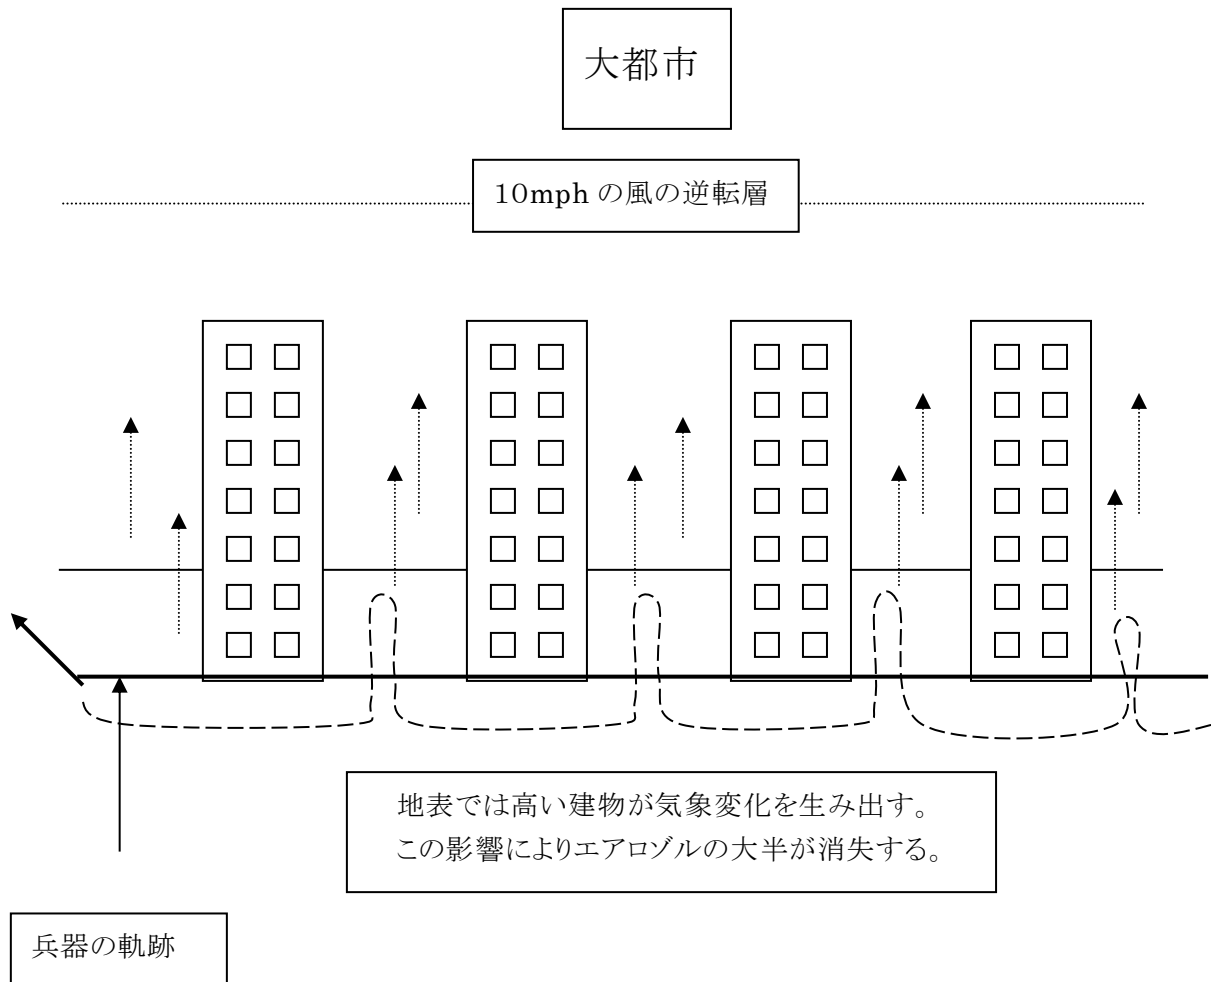 大都市
10mph の風の逆転層
地表では高い建物が気象変化を生み出す。
この影響によりエアロゾルの大半が消失する。
兵器の軌跡